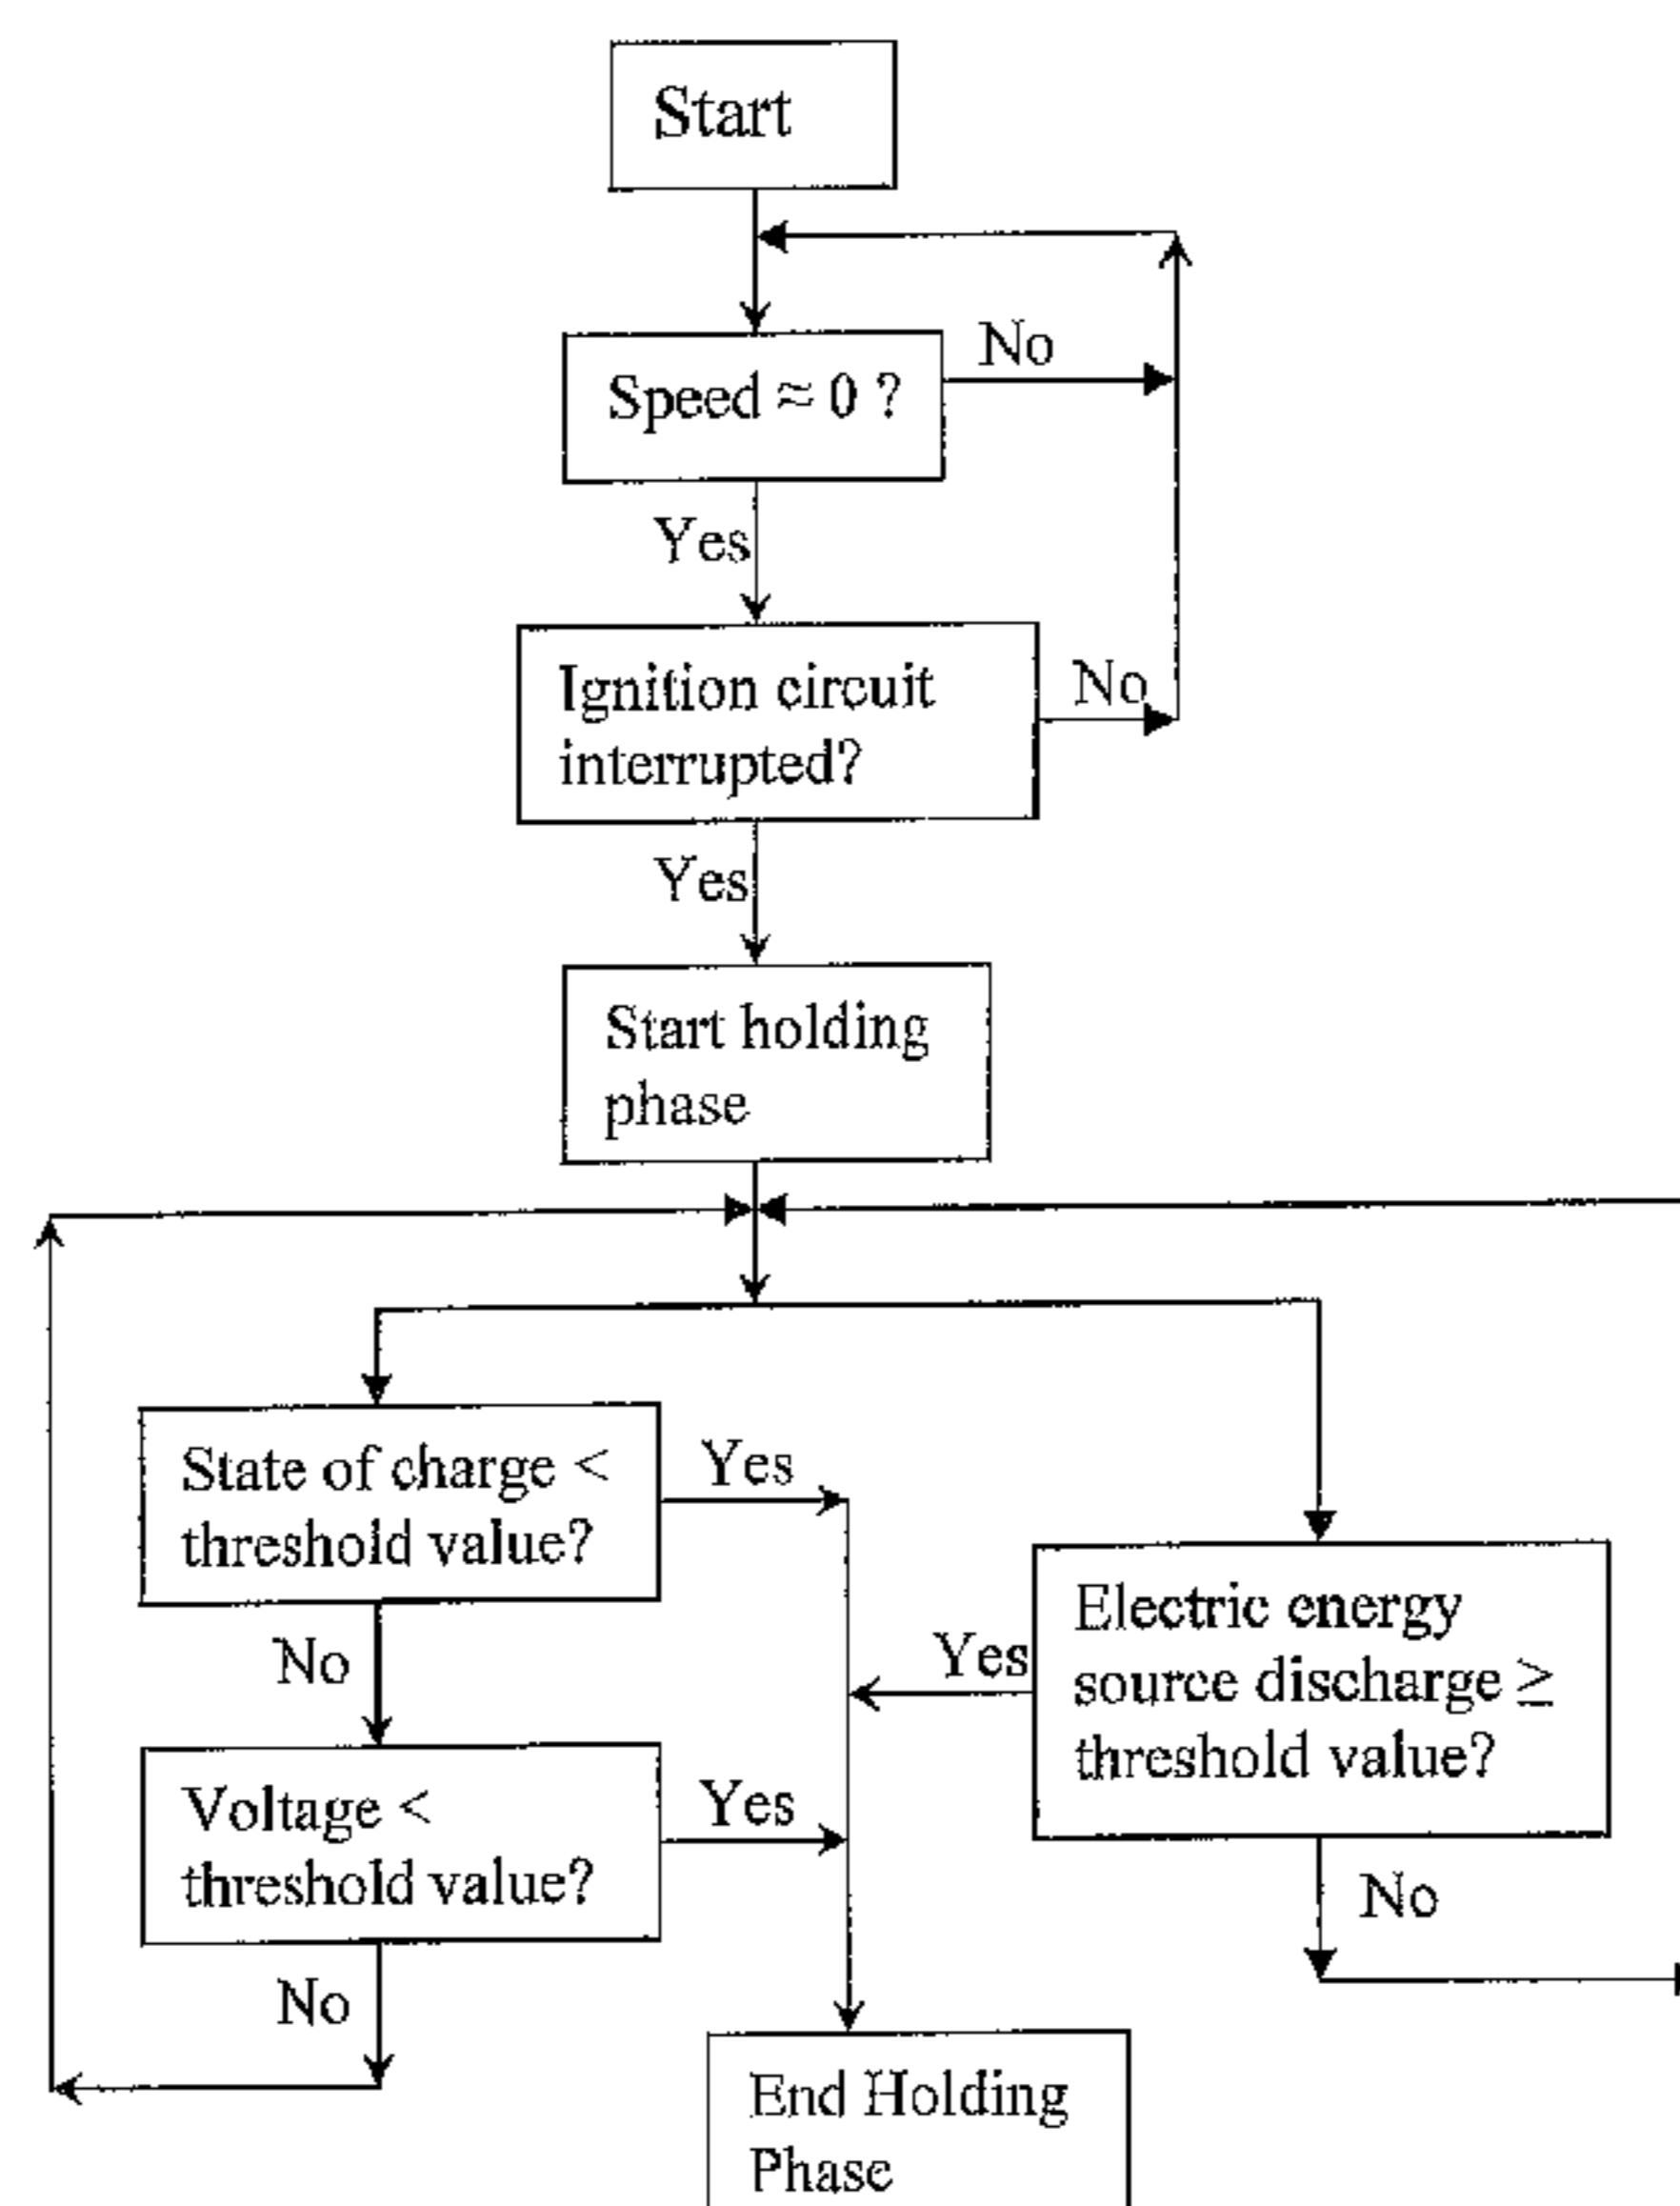 Start
No
Speed ≈ 0 ?
Yes
Ignition circuit
interrupted?
No
Yes
Start holding
phase
State of charge <
threshold value?
Yes
No
Electric energy
source discharge ≥
threshold value?
Yes
Voltage <
threshold value?
Yes
No
No
End Holding
Phase